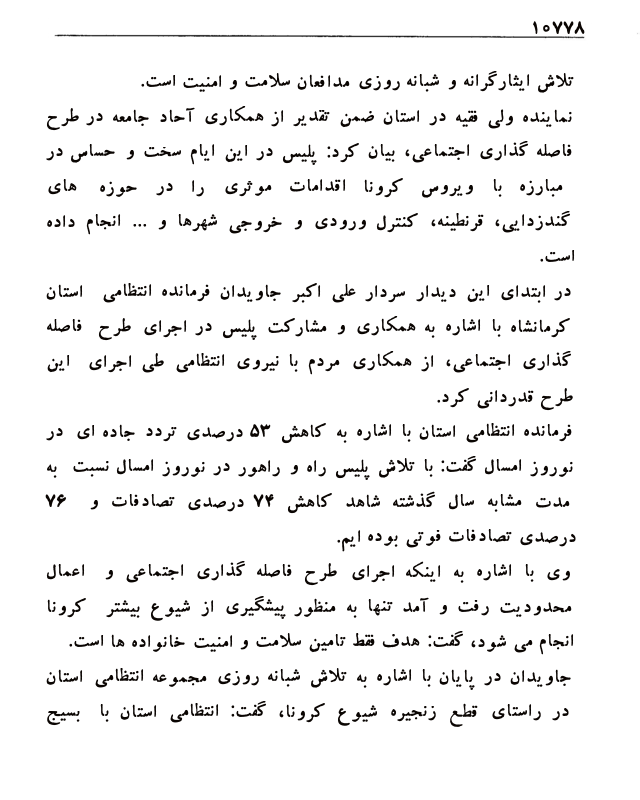 ۱۰۷۷۸
تلاش ایثارگرانه و شبانه روزی مدافعان سلامت و امنیت است.
نماینده ولی فقیه در استان ضمن تقدیر از همکاری آحاد جامعه در طرح
فاصله گذاری اجتماعی، بیان کرد: پلیس در این ایام سخت و حساس در
مبارزه با ویروس کرونا اقدامات موثری را در حوزه های
گندزدایی، قرنطینه، کنترل ورودی و خروجی شهرها و ... انجام داده
است.
در ابتدای این دیدار سردار علی اکبر جاویدان فرمانده انتظامی استان
کرمانشاه با اشاره به همکاری و مشارکت پلیس در اجرای طرح فاصله
گذاری اجتماعی، از همکاری مردم با نیروی انتظامی طی اجرای این
طرح قدردانی کرد.
فرمانده انتظامی استان با اشاره به کاهش ۵۳ درصدی تردد جاده ای در
نوروز امسال گفت: با تلاش پلیس راه و راهور در نوروز امسال نسبت به
مدت مشابه سال گذشته شاهد کاهش ۷۴ درصدی تصادفات و ۷۶
درصدی تصادفات فوتی بوده ایم.
وی با اشاره به اینکه اجرای طرح فاصله گذاری اجتماعی و اعمال
محدودیت رفت و آمد تنها به منظور پیشگیری از شیوع بیشتر کرونا
انجام می شود، گفت: هدف فقط تامین سلامت و امنیت خانواده ها است.
جاویدان در پایان با اشاره به تلاش شبانه روزی مجموعه انتظامی استان
در راستای قطع زنجیره شیوع کرونا، گفت: انتظامی استان با بسیج